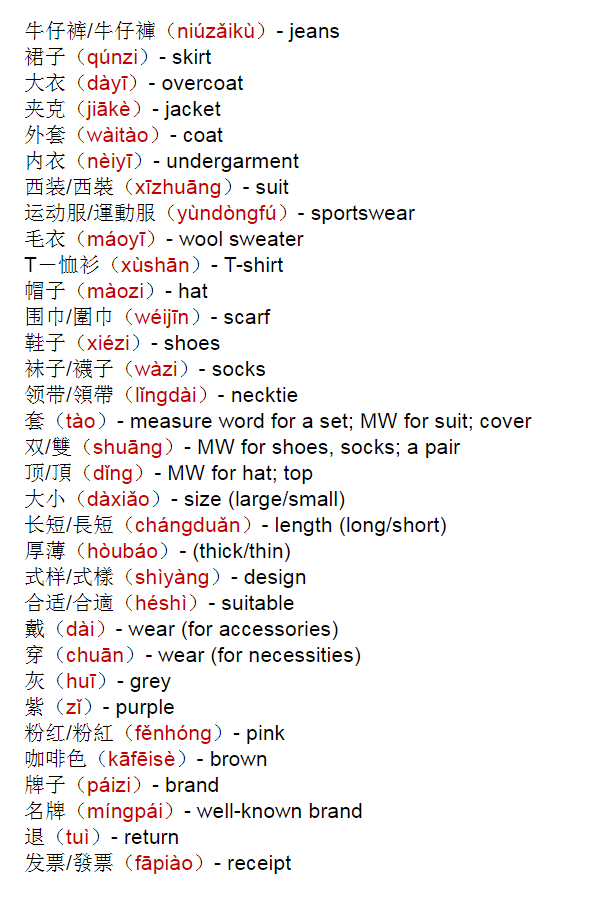 牛仔裤/牛仔褲（niúzǎikù）- jeans
裙子（qúnzi）- skirt
大衣（dàyī）- overcoat
夹克（jiākè）- jacket
外套（wàitào）- coat
内衣（nèiyī）- undergarment
西装/西裝（xīzhuāng）- suit
运动服/運動服（yùndòngfú）- sportswear
毛衣（máoyī）- wool sweater
T－恤衫（xùshān）- T-shirt
帽子（màozi）- hat
围巾/圍巾（wéijīn）- scarf
鞋子（xiézi）- shoes
袜子/襪子（wàzi）- socks
领带/領帶（lǐngdài）- necktie
套（tào）- measure word for a set; MW for suit; cover
双/雙（shuāng）- MW for shoes, socks; a pair
顶/頂（dǐng）- MW for hat; top
大小（dàxiǎo）- size (large/small)
长短/長短（chángduǎn）- length (long/short)
厚薄（hòubáo）- (thick/thin)
式样/式樣（shìyàng）- design
合适/合適（héshì）- suitable
戴（dài）- wear (for accessories)
穿（chuān）- wear (for necessities)
灰（huī）- grey
紫（zǐ）- purple
粉红/粉紅（fěnhóng）- pink
咖啡色（kāfēisè）- brown
牌子（páizi）- brand
名牌（míngpái）- well-known brand
退（tuì）- return
发票/發票（fāpiào）- receipt